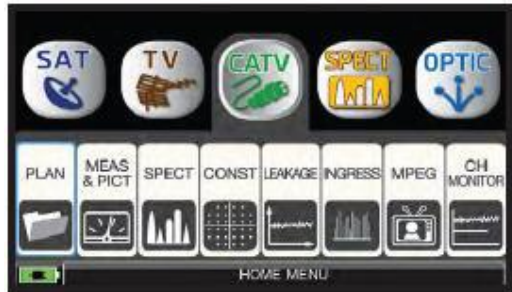 SAT TV CATV SPECT OPTIC
PLAN MEAS & PICT SPECT CONST LEAKAGE INGRESS MPEG CH MONITOR
HOME MENU